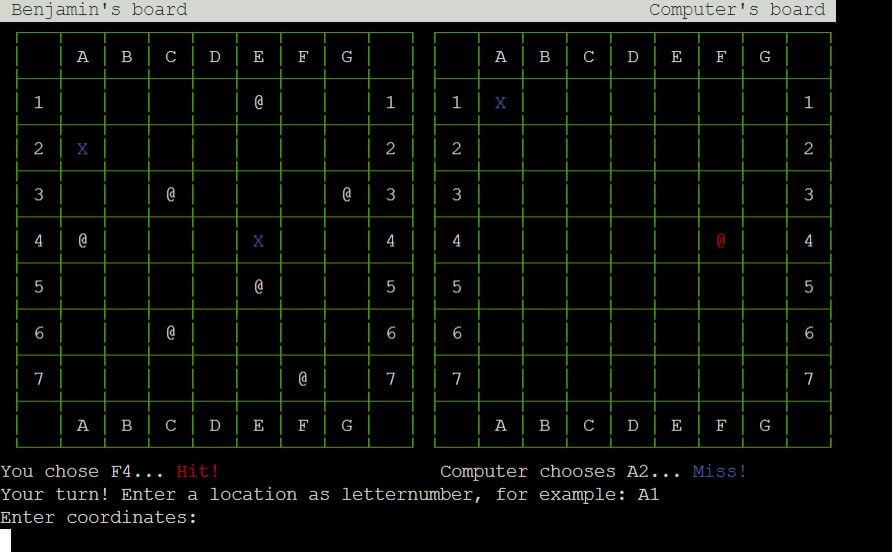 Benjamin's board Computer's board
A B C D E F G A B C D E F G
1 @ 1 1 X 1
2 X 2 2 2
3 @ @ 3 3 3
4 @ X 4 4 @ 4
5 @ 5 5 5
6 @ 6 6 6
7 @ 7 7 7
A B C D E F G A B C D E F G
You chose F4... Hit! Computer chooses A2... Miss!
Your turn! Enter a location as letternumber, for example: A1
Enter coordinates: